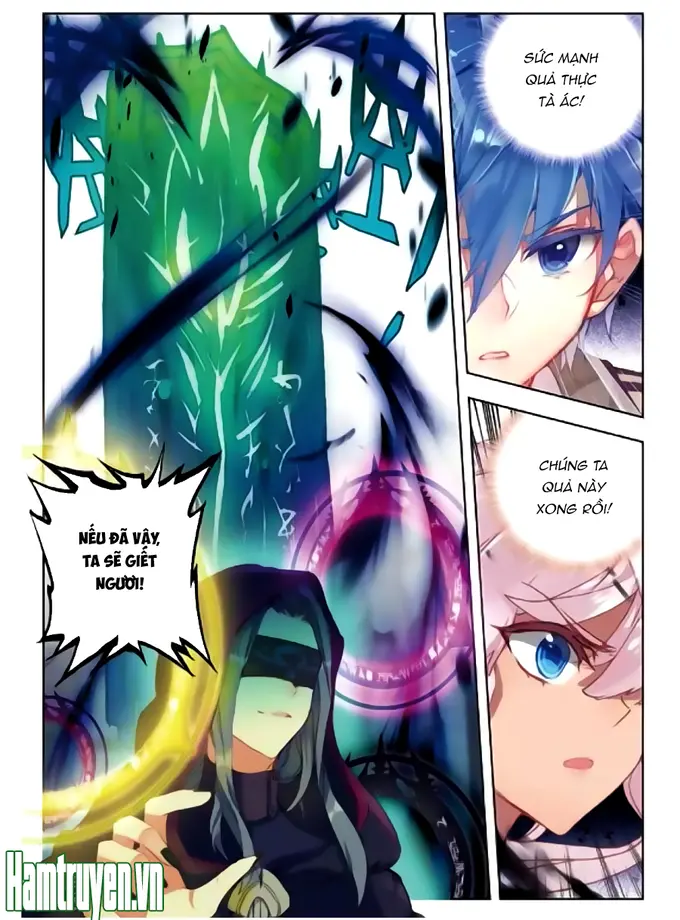 SỨC MẠNH
QUẢ THỰC
TÀ ÁC!
CHÚNG TA
QUẢ NÀY
XONG RỒI!
NẾU ĐÃ VẬY,
TA SẼ GIẾT
NGƯƠI!
Hamtruyen.vn